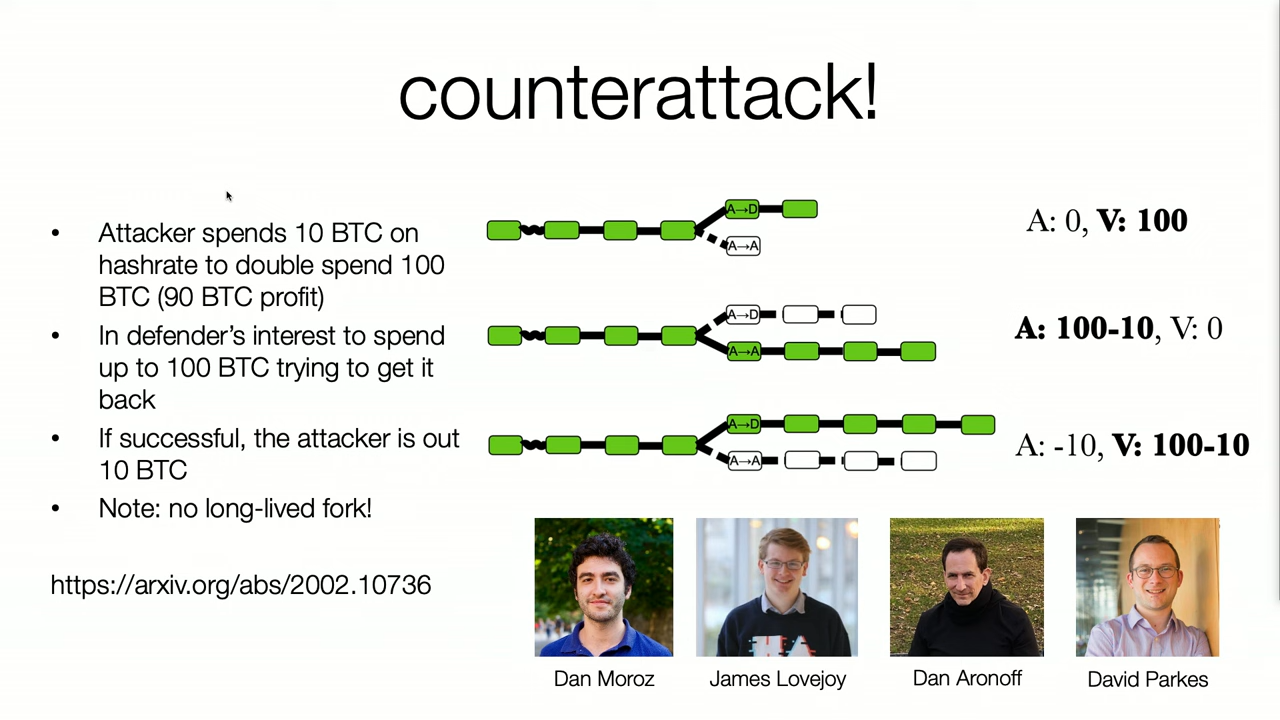 counterattack!
• Attacker spends 10 BTC on
hashrate to double spend 100
BTC (90 BTC profit)
• In defender's interest to spend
up to 100 BTC trying to get it
back
• If successful, the attacker is out
10 BTC
• Note: no long-lived fork!
https://arxiv.org/abs/2002.10736
A→D
A→A
A: 0, V: 100
A→D
A→A
A: 100-10, V: 0
A→D
A→A
A: -10, V: 100-10
Dan Moroz
James Lovejoy
Dan Aronoff
David Parkes